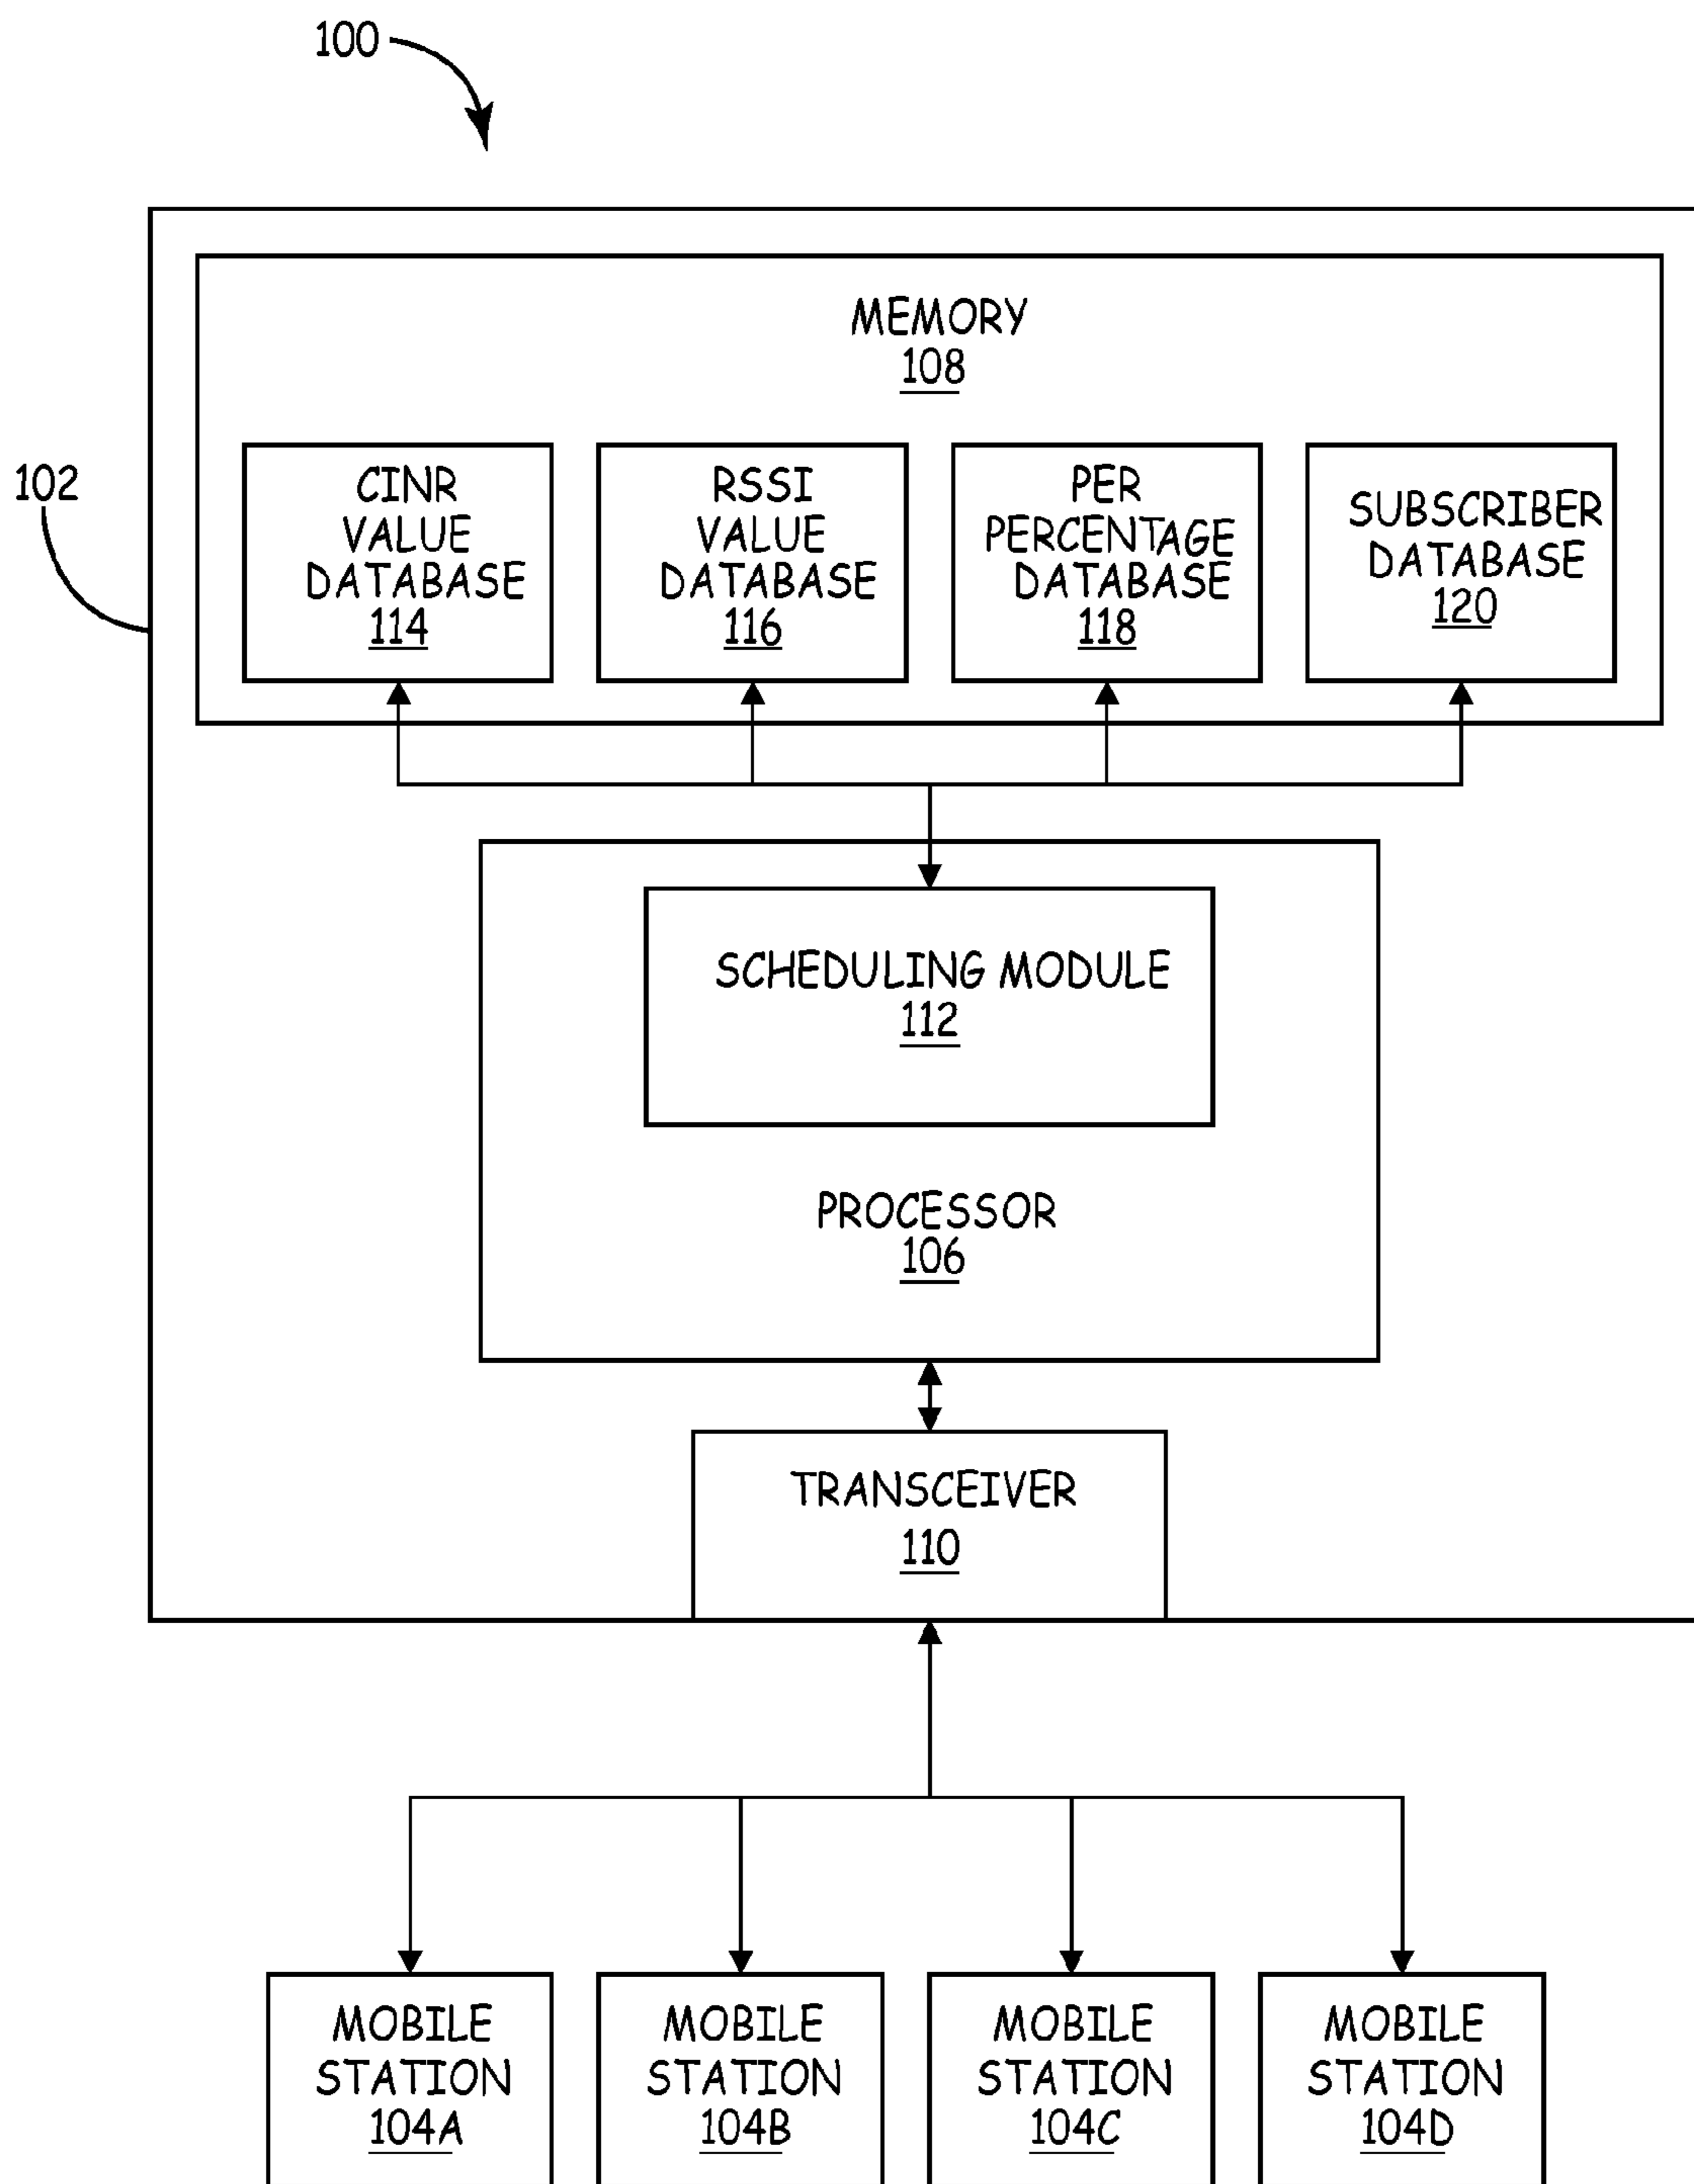 100
MEMORY
108
102
CINR
VALUE
DATABASE
114
RSSI
VALUE
DATABASE
116
PER
PERCENTAGE
DATABASE
118
SUBSCRIBER
DATABASE
120
SCHEDULING MODULE
112
PROCESSOR
106
TRANSCEIVER
110
MOBILE
STATION
104A
MOBILE
STATION
104B
MOBILE
STATION
104C
MOBILE
STATION
104D